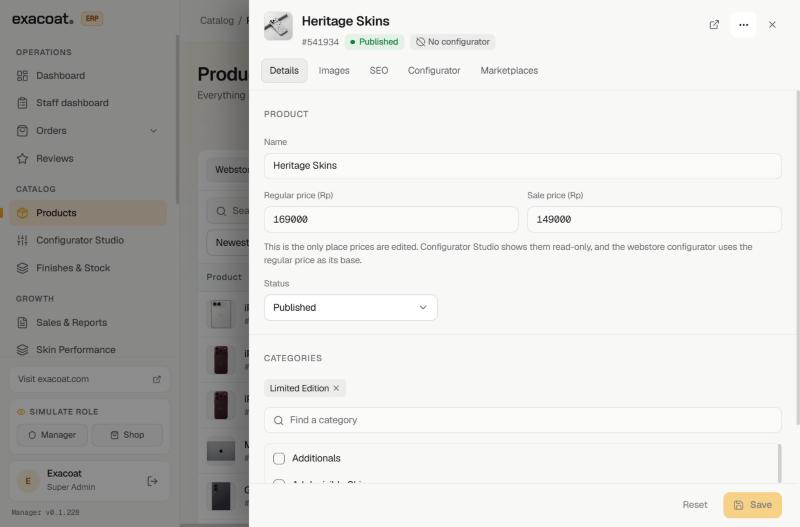 exacoat.
ERP
OPERATIONS
Dashboard
Staff dashboard
Orders
Reviews
CATALOG
Products
Configurator Studio
Finishes & Stock
GROWTH
Sales & Reports
Skin Performance
Visit exacoat.com
SIMULATE ROLE
Manager
Shop
E
Exacoat
Super Admin
Manager v0.1.220
Catalog /
Produ
Everything
Websto
Sea
Newest
Product
Heritage Skins
#541934
Published
No configurator
Details
Images
SEO
Configurator
Marketplaces
PRODUCT
Name
Heritage Skins
Regular price (Rp)
Sale price (Rp)
169000
149000
This is the only place prices are edited. Configurator Studio shows them read-only, and the webstore configurator uses the
regular price as its base.
Status
Published
CATEGORIES
Limited Edition
Find a category
Additionals
Reset
Save